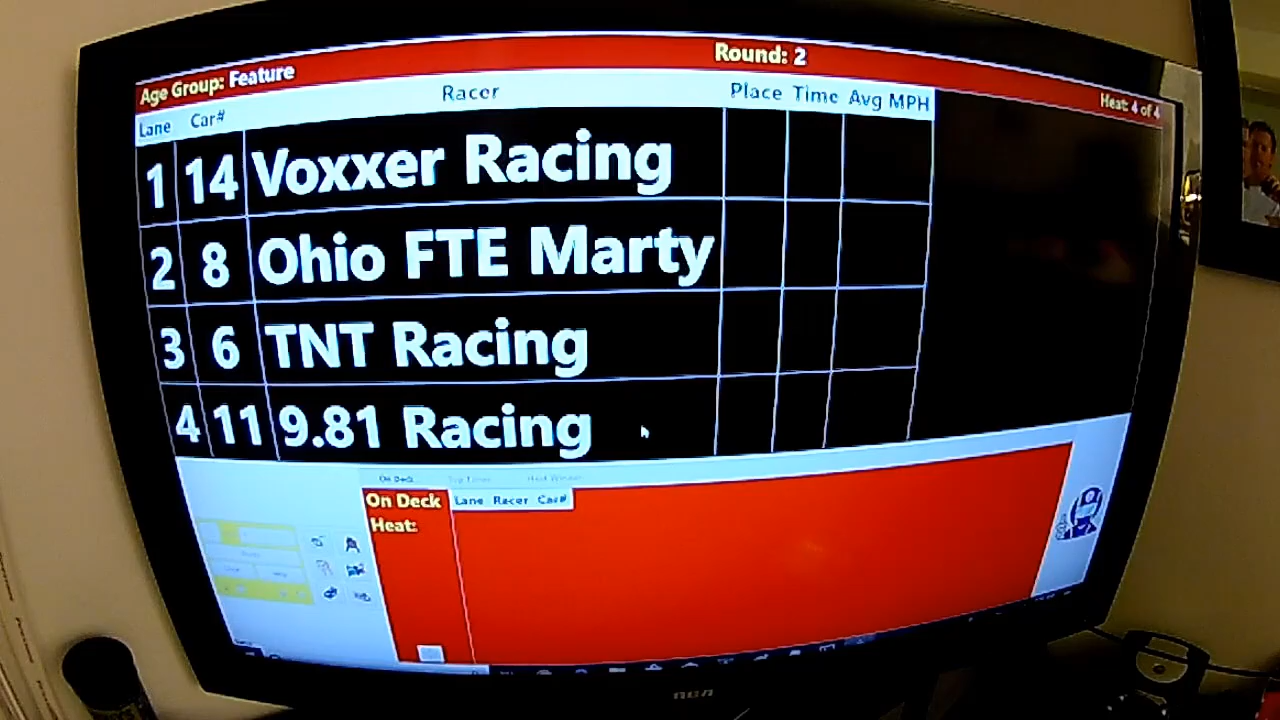 Age Group: Feature
Round: 2
Heat: 4 of 4
Lane Car# Racer Place Time Avg MPH
1 14 Voxxer Racing
2 8 Ohio FTE Marty
3 6 TNT Racing
4 11 9.81 Racing
On Deck
On Deck Lane Racer Car#
Heat:
RCA